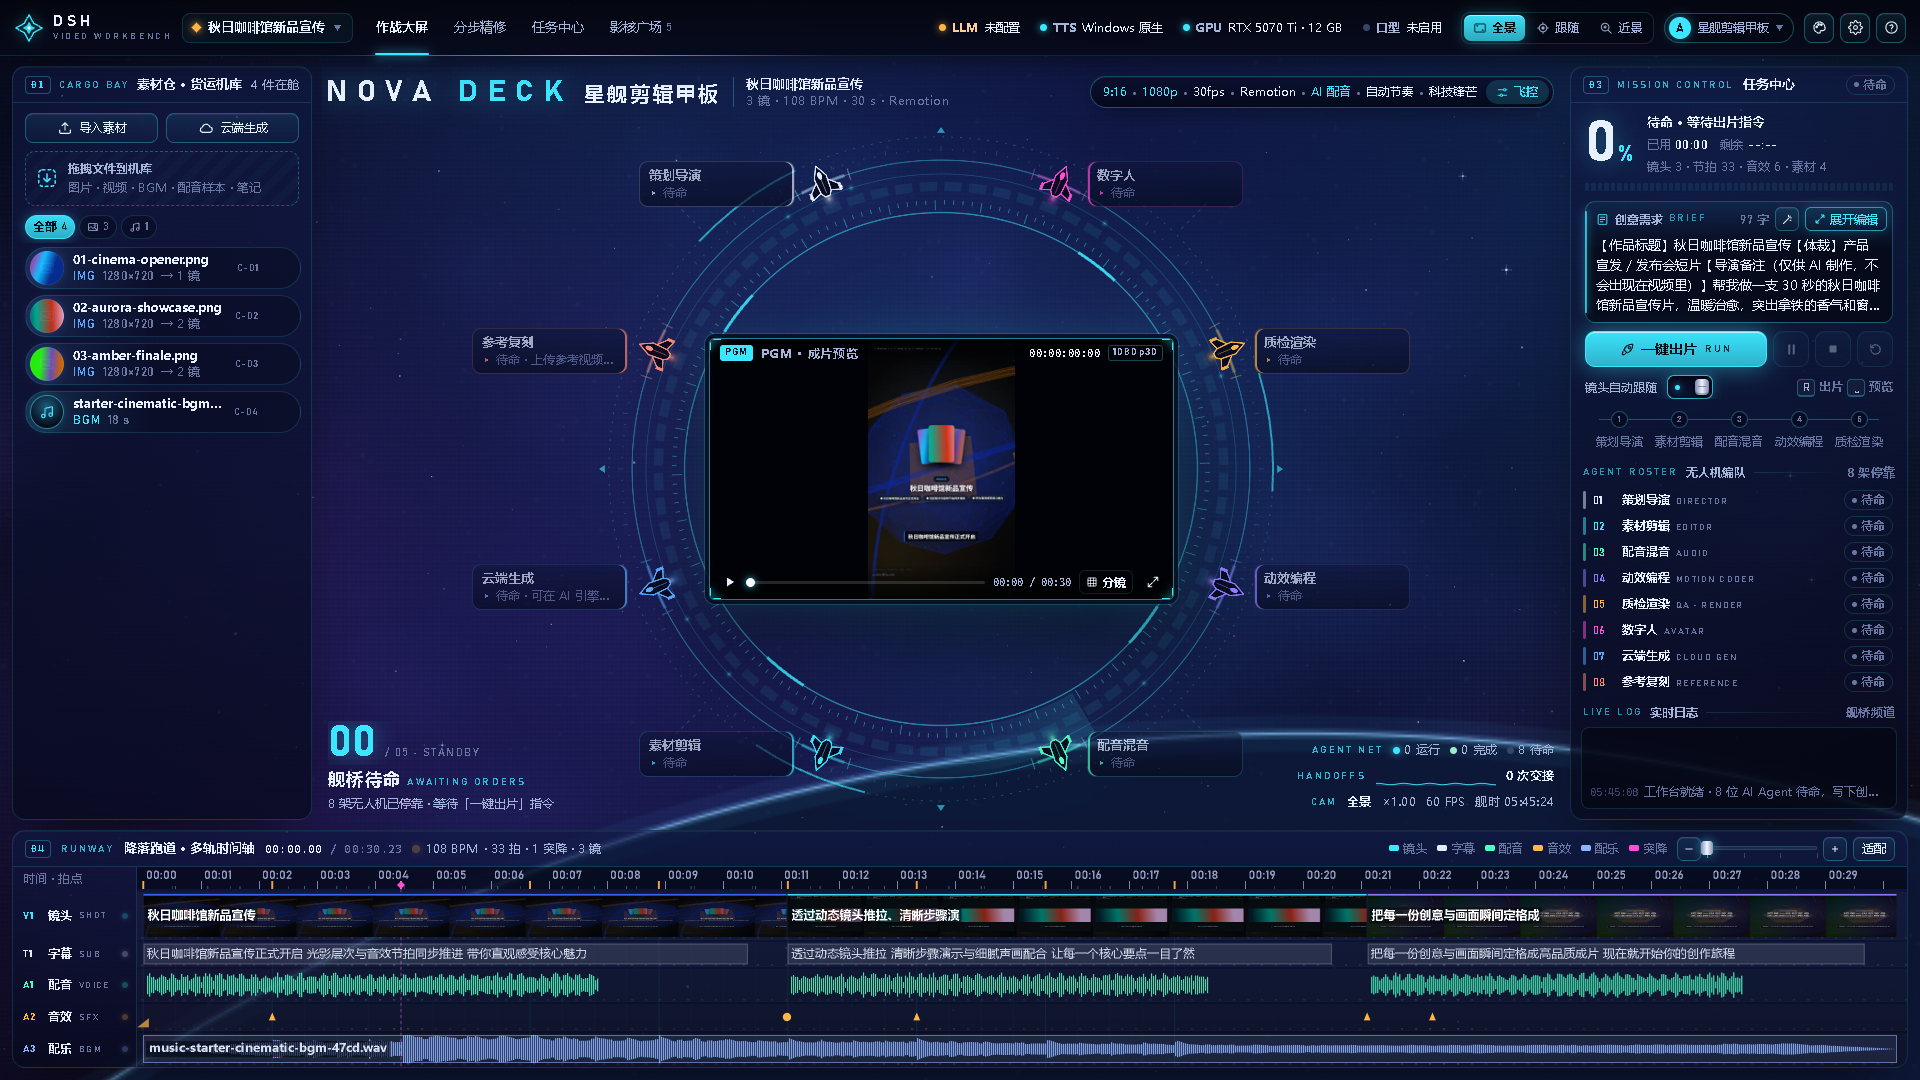 DSH
VIDEO WORKBENCH
秋日咖啡馆新品宣传
作战大屏
分步精修
任务中心
影核广场 5
LLM 未配置
TTS Windows 原生
GPU RTX 5070 Ti · 12 GB
口型 未启用
全景
跟随
近景
A 星舰剪辑甲板
01 CARGO BAY 素材仓 • 货运机库 4 件在舱
导入素材
云端生成
拖拽文件到机库
图片 · 视频 · BGM · 配音样本 · 笔记
全部 4
3
1
01-cinema-opener.png
IMG 1280×720 → 1 镜
C-01
02-aurora-showcase.png
IMG 1280×720 → 2 镜
C-02
03-amber-finale.png
IMG 1280×720 → 2 镜
C-03
starter-cinematic-bgm...
BGM 18 s
C-04
NOVA DECK 星舰剪辑甲板
秋日咖啡馆新品宣传
3 镜 · 108 BPM · 30 s · Remotion
9:16 • 1080p • 30fps • Remotion • AI 配音 • 自动节奏 • 科技锋芒
飞控
策划导演
待命
数字人
待命
参考复刻
待命 · 上传参考视频...
质检渲染
待命
云端生成
待命 · 可在 AI 引擎...
动效编程
待命
素材剪辑
待命
配音混音
待命
PGM PGM • 成片预览
00:00:00:00 1080p30
秋日咖啡馆新品宣传
秋日咖啡馆新品宣传正式开启
00:00 / 00:30
分镜
00 / 05 - STANDBY
舰桥待命 AWAITING ORDERS
8 架无人机已停靠 · 等待「一键出片」指令
AGENT NET 0 运行 0 完成 8 待命
HANDOFFS 0 次交接
CAM 全景 ×1.00 60 FPS 舰时 05:45:24
03 MISSION CONTROL 任务中心
待命
0%
待命 • 等待出片指令
已用 00:00 剩余 --:--
镜头 3 · 节拍 33 · 音效 6 · 素材 4
创意需求 BRIEF 97 字
展开编辑
【作品标题】秋日咖啡馆新品宣传【体裁】产品
宣发 / 发布会短片【导演备注（仅供 AI 制作，不
会出现在视频里）】帮我做一支 30 秒的秋日咖啡
馆新品宣传片，温暖治愈，突出拿铁的香气和窗...
一键出片 RUN
镜头自动跟随
R 出片
预览
1 2 3 4 5
策划导演 素材剪辑 配音混音 动效编程 质检渲染
AGENT ROSTER 无人机编队 8 架停靠
01 策划导演 DIRECTOR 待命
02 素材剪辑 EDITOR 待命
03 配音混音 AUDIO 待命
04 动效编程 MOTION CODER 待命
05 质检渲染 QA · RENDER 待命
06 数字人 AVATAR 待命
07 云端生成 CLOUD GEN 待命
08 参考复刻 REFERENCE 待命
LIVE LOG 实时日志 舰桥频道
05:45:08 工作台就绪 · 8 位 AI Agent 待命，写下创...
04 RUNWAY 降落跑道 • 多轨时间轴 00:00.00 / 00:30.23 108 BPM · 33 拍 · 1 突降 · 3 镜
镜头 字幕 配音 音效 配乐 突降
适配
时间 · 拍点
00:00 00:01 00:02 00:03 00:04 00:05 00:06 00:07 00:08 00:09 00:10 00:11 00:12 00:13 00:14 00:15 00:16 00:17 00:18 00:19 00:20 00:21 00:22 00:23 00:24 00:25 00:26 00:27 00:28 00:29
V1 镜头 SHOT
秋日咖啡馆新品宣传
透过动态镜头推拉、清晰步骤演
把每一份创意与画面瞬间定格成
T1 字幕 SUB
秋日咖啡馆新品宣传正式开启 光影层次与音效节拍同步推进 带你直观感受核心魅力
透过动态镜头推拉 清晰步骤演示与细腻声画配合 让每一个核心要点一目了然
把每一份创意与画面瞬间定格成高品质成片 现在就开始你的创作旅程
A1 配音 VOICE
A2 音效 SFX
A3 配乐 BGM
music-starter-cinematic-bgm-47cd.wav